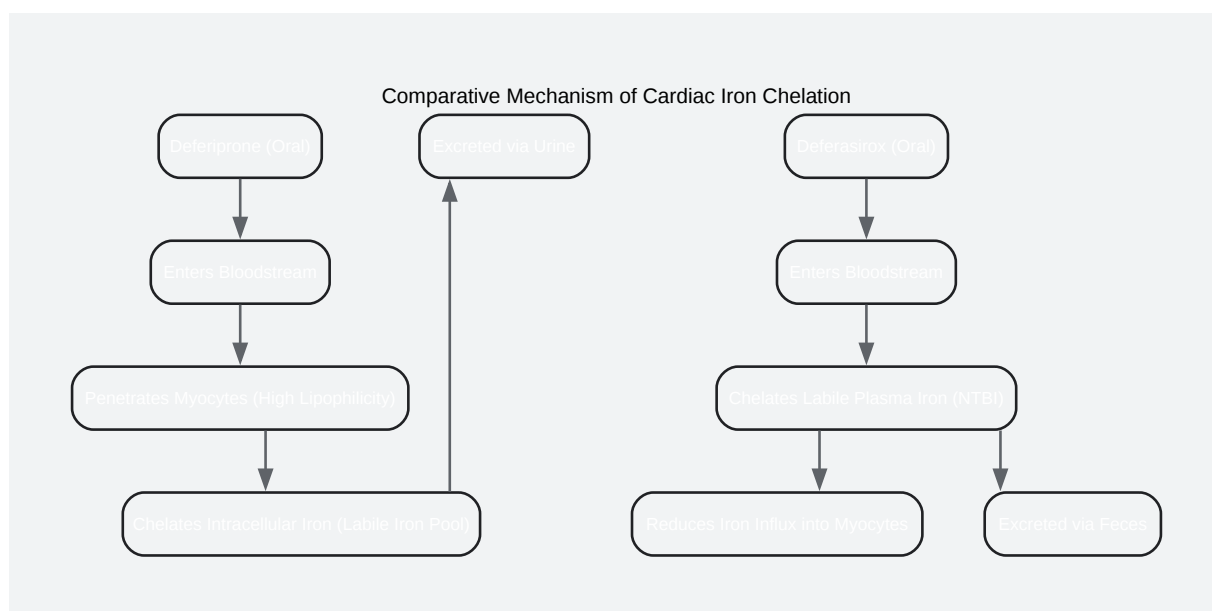 Comparative Mechanism of Cardiac Iron Chelation
Deferiprone (Oral)
Excreted via Urine
Deferasirox (Oral)
Enters Bloodstream
Enters Bloodstream
Penetrates Myocytes (High Lipophilicity)
Chelates Labile Plasma Iron (NTBI)
Chelates Intracellular Iron (Labile Iron Pool)
Reduces Iron Influx into Myocytes
Excreted via Feces